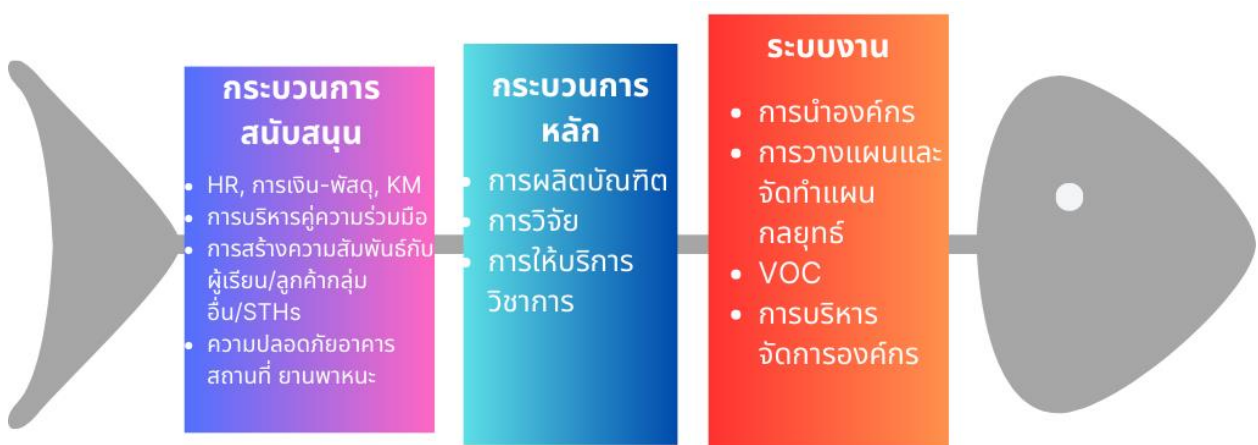 กระบวนการ
สนับสนุน
• HR, การเงิน-พัสดุ, KM
• การบริหารคู่ความร่วมมือ
• การสร้างความสัมพันธ์กับ
ผู้เรียน/ลูกค้ากลุ่ม
อื่น/STHs
• ความปลอดภัยอาคาร
สถานที่ ยานพาหนะ
กระบวนการ
หลัก
• การผลิตบัณฑิต
• การวิจัย
• การให้บริการ
วิชาการ
ระบบงาน
• การนำองค์กร
• การวางแผนและ
จัดทำแผน
กลยุทธ์
• VOC
• การบริหาร
จัดการองค์กร